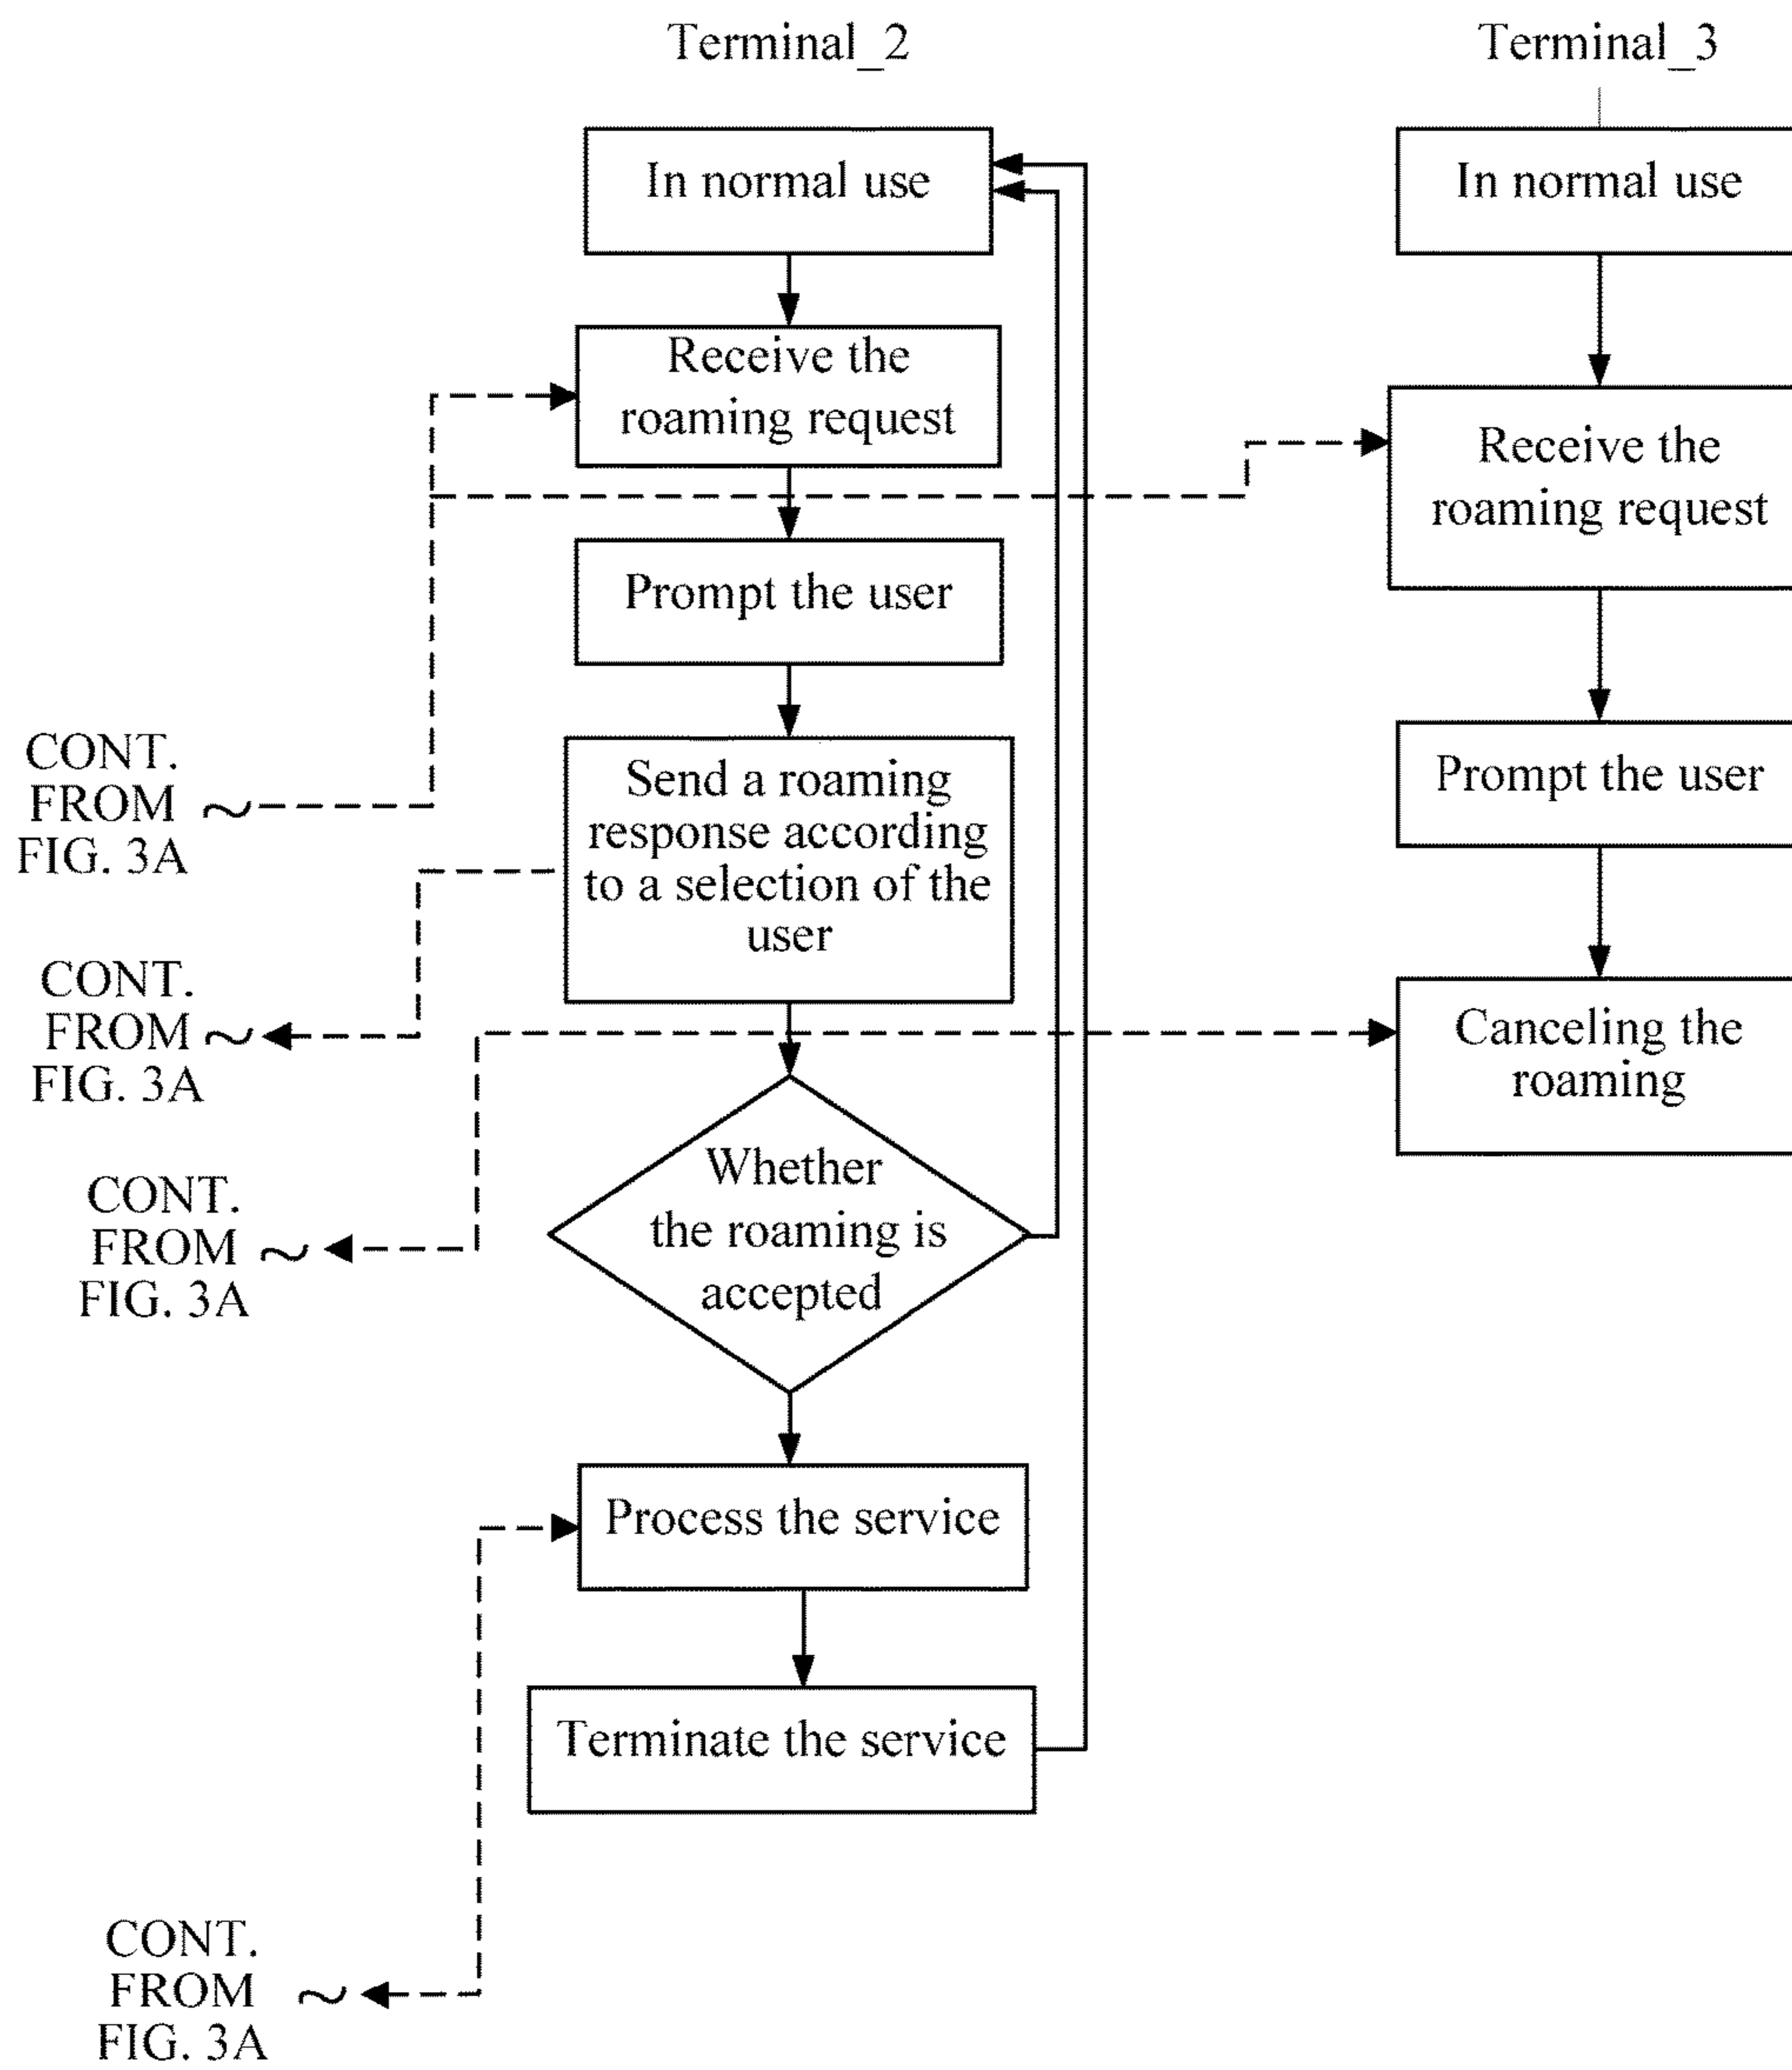 Terminal_2
Terminal_3
In normal use
In normal use
Receive the
roaming request
Receive the
roaming request
Prompt the user
CONT.
FROM ~
FIG. 3A
Send a roaming
response according
to a selection of the
user
Prompt the user
CONT.
FROM ~
FIG. 3A
Canceling the
roaming
CONT.
FROM ~
FIG. 3A
Whether
the roaming is
accepted
Process the service
Terminate the service
CONT.
FROM ~
FIG. 3A